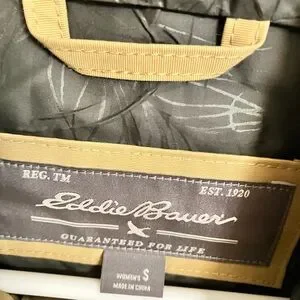 REG. TM
EST. 1920
Eddie Bauer
GUARANTEED FOR LIFE
WOMEN'S S
MADE IN CHINA